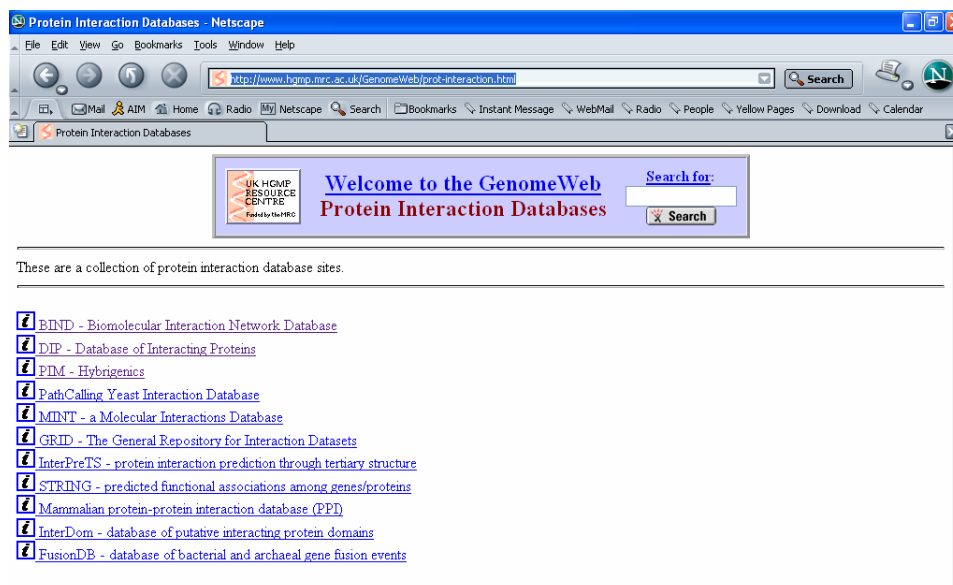 Protein Interaction Databases - Netscape
File Edit View Go Bookmarks Tools Window Help
http://www.hgmp.mrc.ac.uk/GenomeWeb/prot-interaction.html Search N
Mail AIM Home Radio My Netscape Search Bookmarks Instant Message WebMail Radio People Yellow Pages Download Calendar
Protein Interaction Databases
UK HGMP
RESOURCE
CENTRE
Funded by the MRC
Welcome to the GenomeWeb
Protein Interaction Databases
Search for:
Search
These are a collection of protein interaction database sites.
i BIND - Biomolecular Interaction Network Database
i DIP - Database of Interacting Proteins
i PIM - Hybrigenics
i PathCalling Yeast Interaction Database
i MINT - a Molecular Interactions Database
i GRID - The General Repository for Interaction Datasets
i InterPreTS - protein interaction prediction through tertiary structure
i STRING - predicted functional associations among genes/proteins
i Mammalian protein-protein interaction database (PPI)
i InterDom - database of putative interacting protein domains
i FusionDB - database of bacterial and archaeal gene fusion events